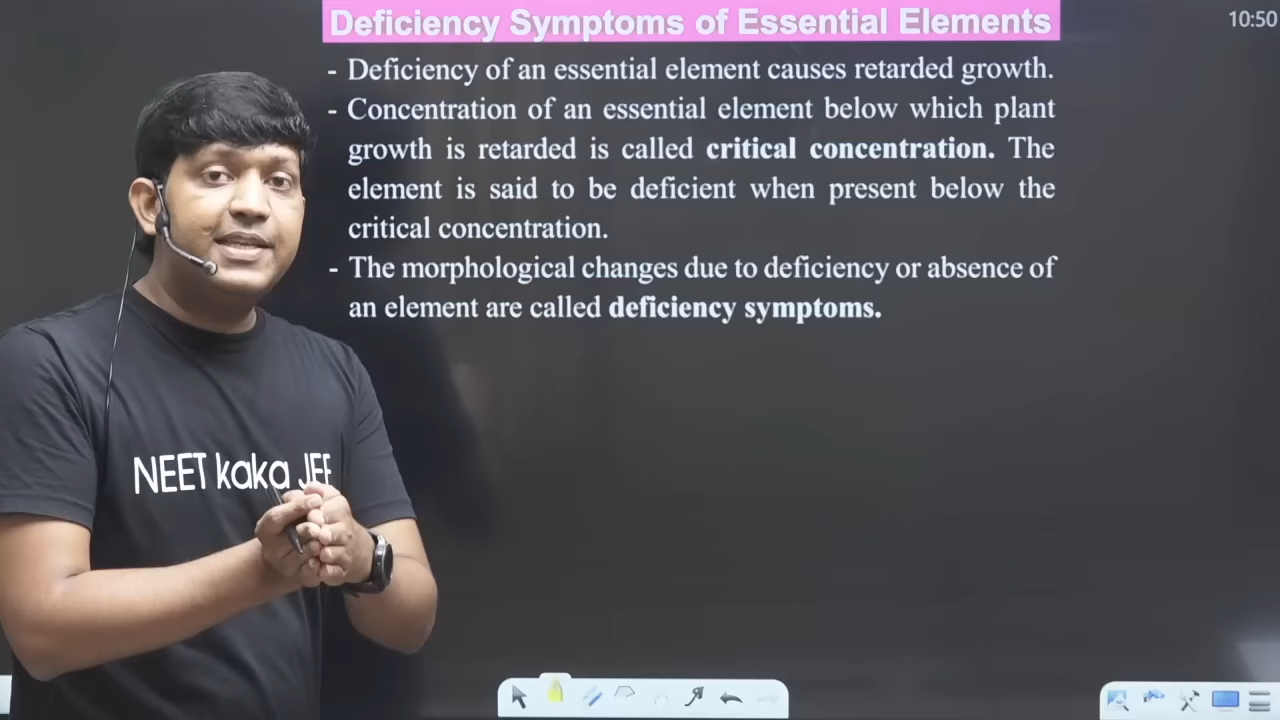 Deficiency Symptoms of Essential Elements
10:50
- Deficiency of an essential element causes retarded growth.
- Concentration of an essential element below which plant
growth is retarded is called critical concentration. The
element is said to be deficient when present below the
critical concentration.
- The morphological changes due to deficiency or absence of
an element are called deficiency symptoms.
NEET kaka JEE